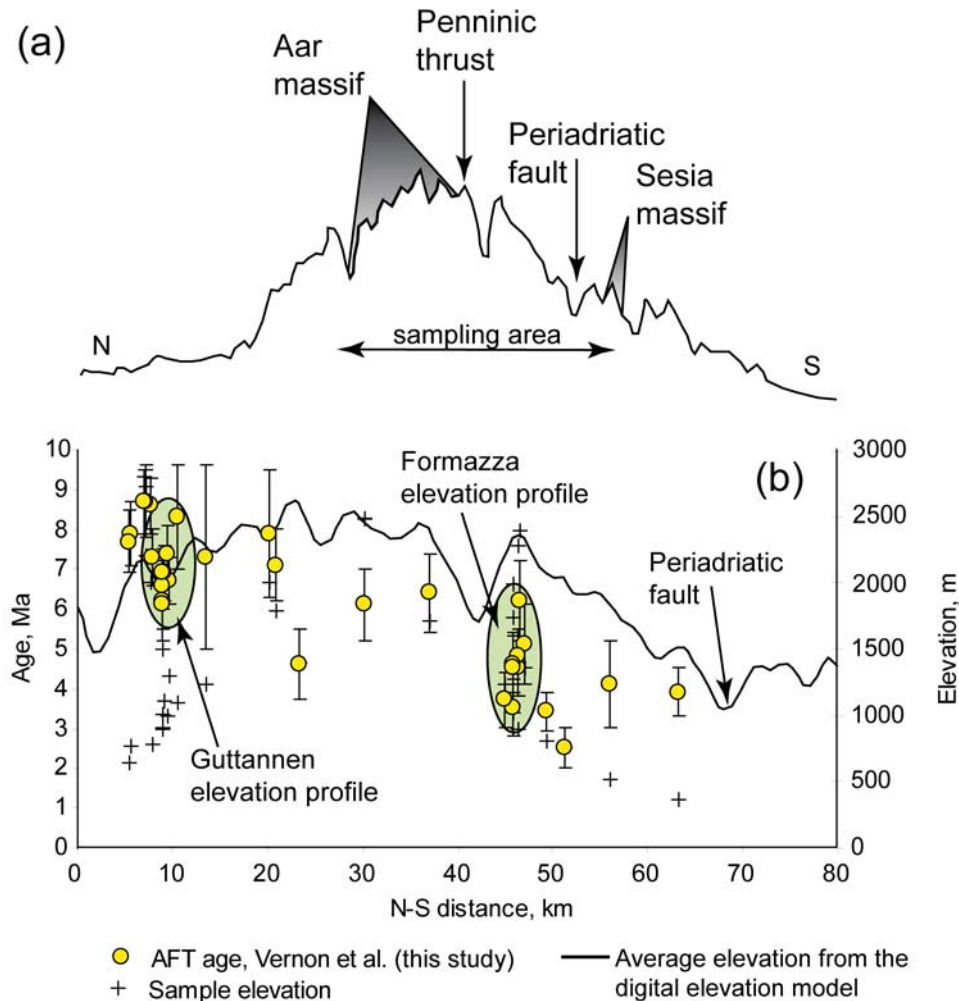 (a)
Aar
massif
Penninic
thrust
Periadriatic
fault
Sesia
massif
N
sampling area
S
10
9
8
7
6
5
4
3
2
1
0
Age, Ma
Formazza
elevation profile
(b)
Periadriatic
fault
Guttannen
elevation profile
3000
2500
2000
1500
1000
500
0
Elevation, m
0 10 20 30 40 50 60 70 80
N-S distance, km
AFT age, Vernon et al. (this study)
Sample elevation
Average elevation from the
digital elevation model